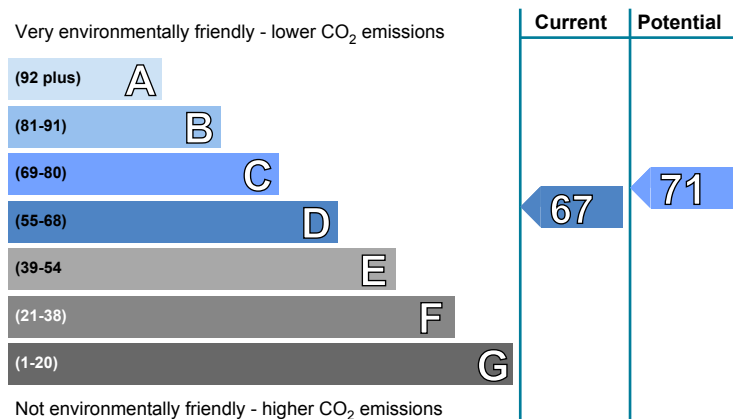 Current Potential
Very environmentally friendly - lower CO2 emissions
(92 plus) A
(81-91) B
(69-80) C
71
(55-68) D
67
(39-54 E
(21-38) F
(1-20) G
Not environmentally friendly - higher CO2 emissions